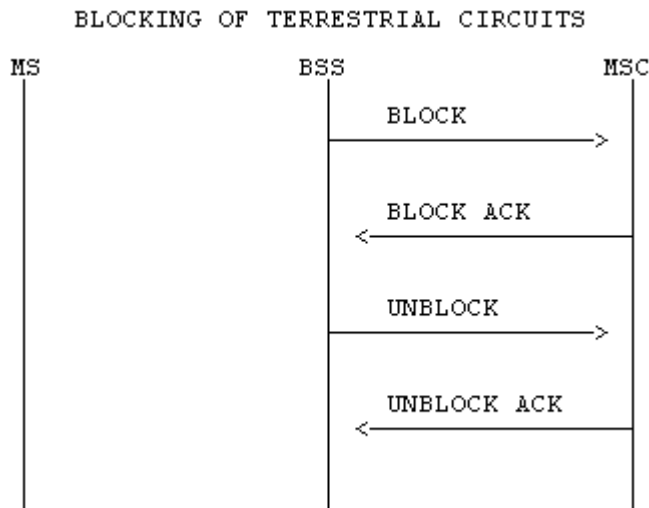 BLOCKING OF TERRESTRIAL CIRCUITS
MS BSS MSC
BLOCK
BLOCK ACK
UNBLOCK
UNBLOCK ACK